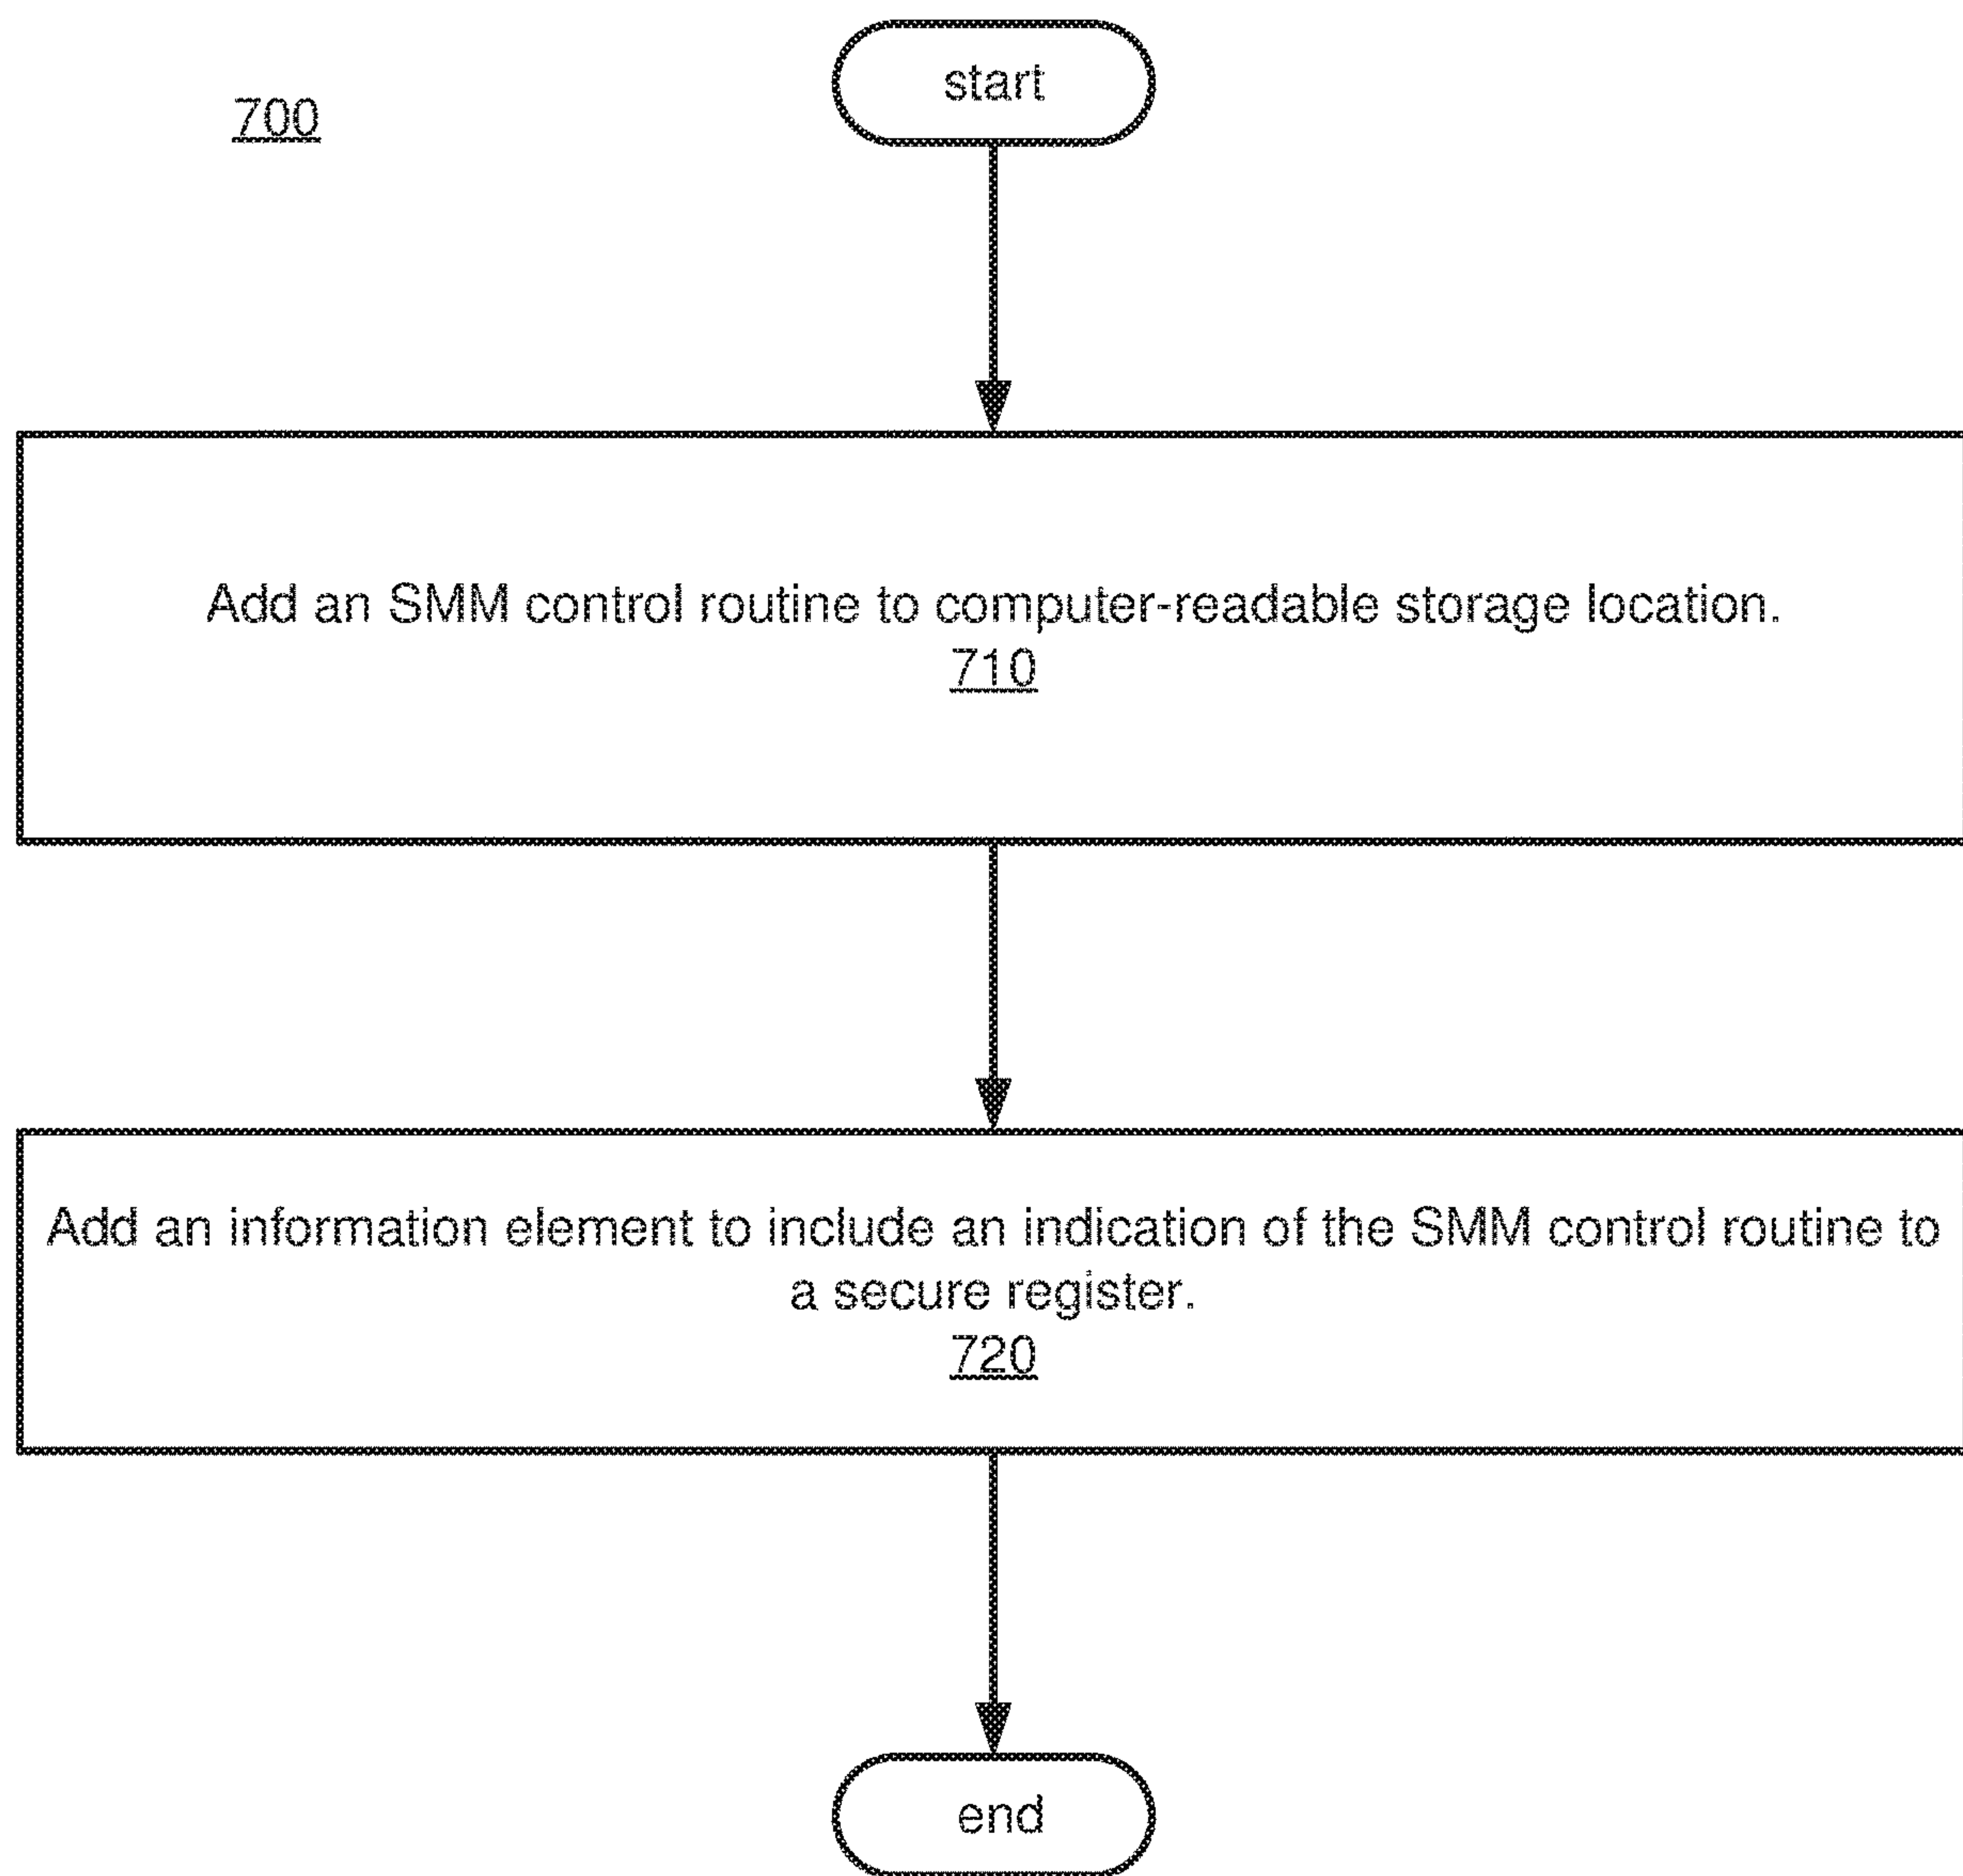 start
700
Add an SMM control routine to computer-readable storage location.
710
Add an information element to include an indication of the SMM control routine to
a secure register.
720
end